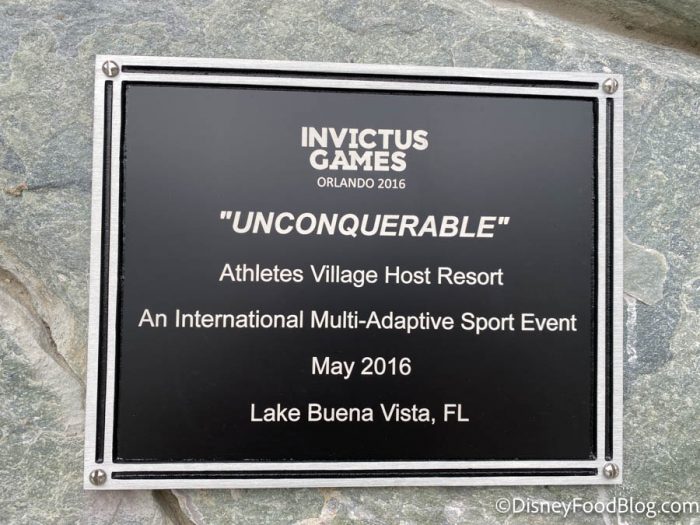 INVICTUS
GAMES
ORLANDO 2016
"UNCONQUERABLE"
Athletes Village Host Resort
An International Multi-Adaptive Sport Event
May 2016
Lake Buena Vista, FL
©DisneyFoodBlog.com